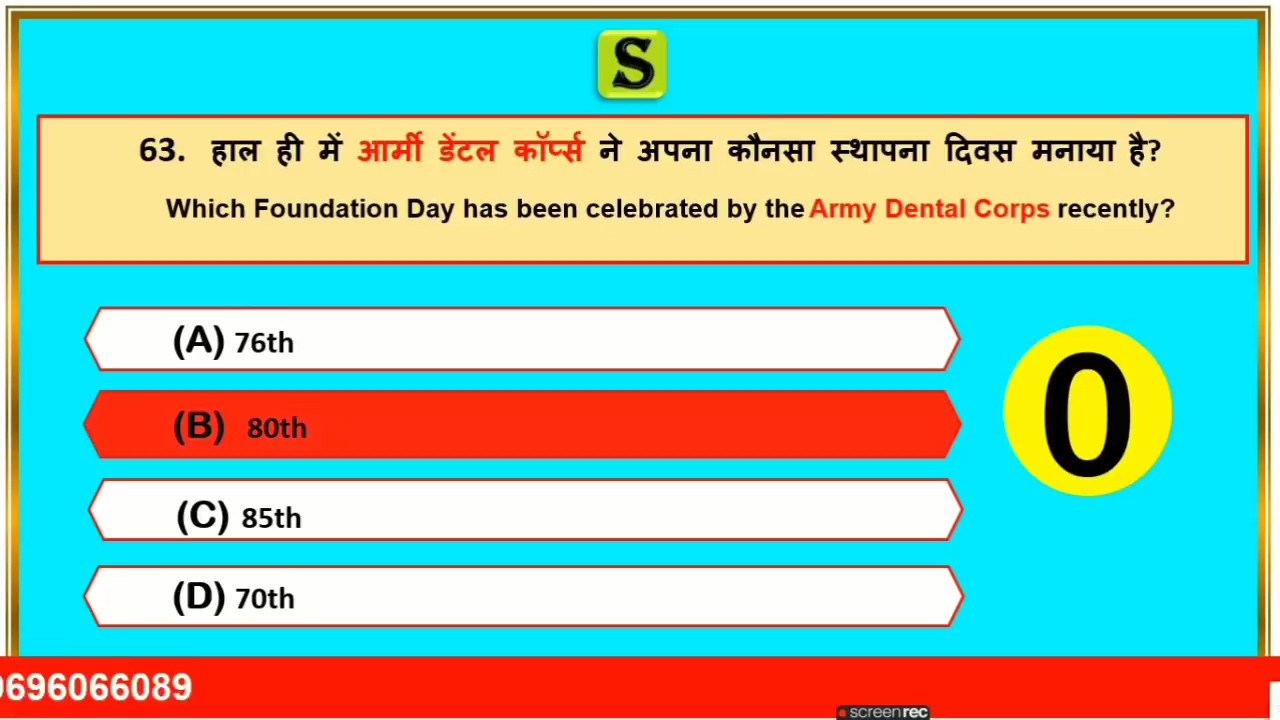 S
63. हाल ही में आर्मी डेंटल कॉर्प्स ने अपना कौनसा स्थापना दिवस मनाया है?
Which Foundation Day has been celebrated by the Army Dental Corps recently?
(A) 76th
(B) 80th
0
(C) 85th
(D) 70th
9696066089
screenrec